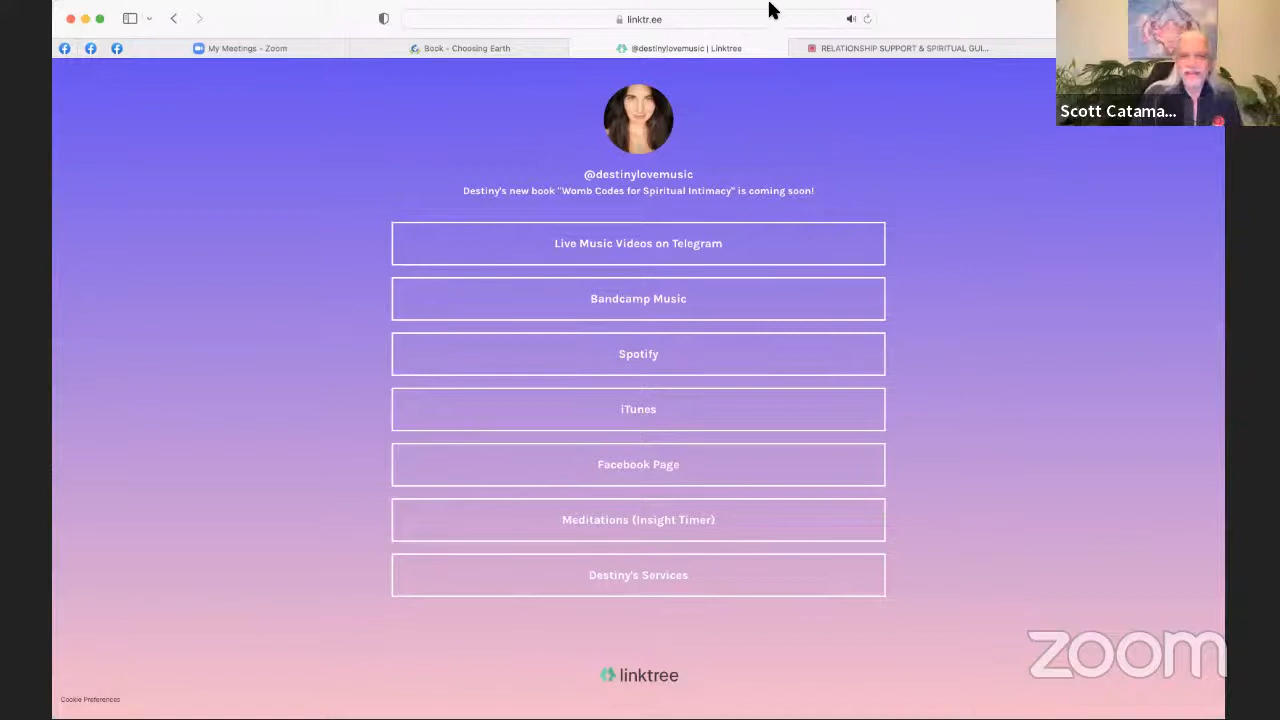 linktr.ee
My Meetings - Zoom
Book - Choosing Earth
@destinylovemusic | Linktree
RELATIONSHIP SUPPORT & SPIRITUAL GUI...
Scott Catama...
@destinylovemusic
Destiny's new book "Womb Codes for Spiritual Intimacy" is coming soon!
Live Music Videos on Telegram
Bandcamp Music
Spotify
iTunes
Facebook Page
Meditations (Insight Timer)
Destiny's Services
linktree
zoom
Cookie Preferences